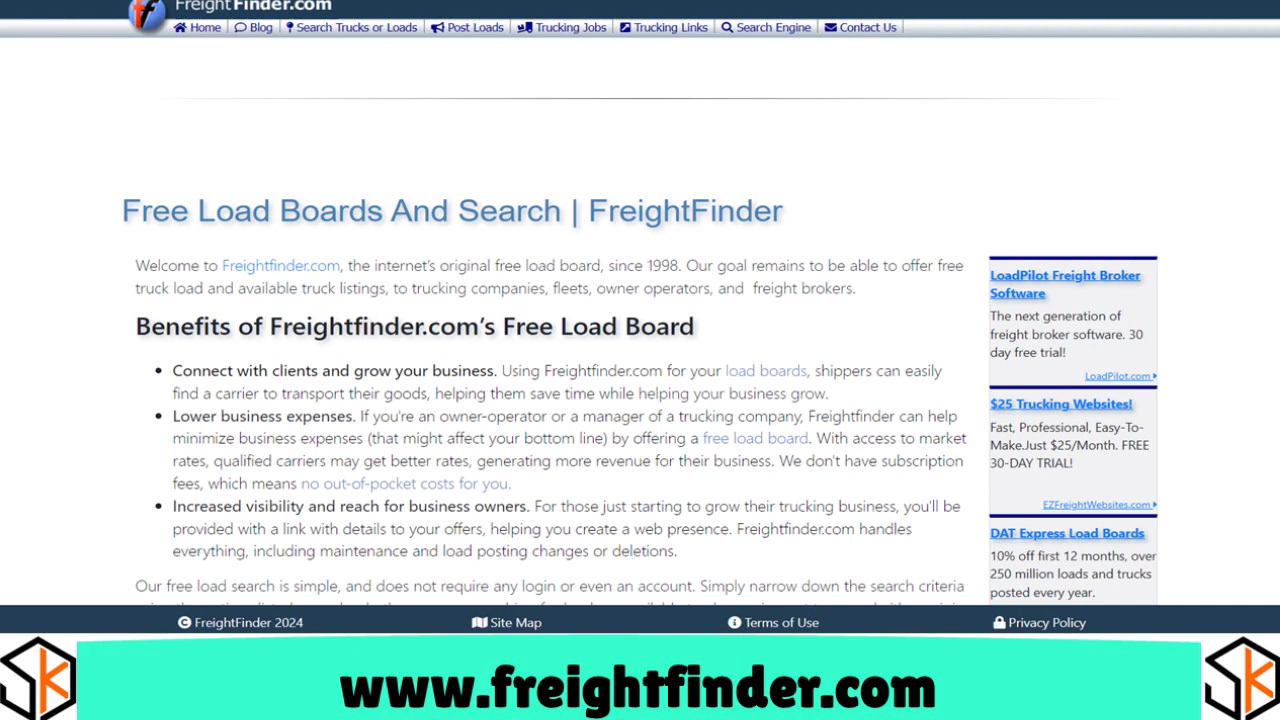 FreightFinder.com
Home Blog Search Trucks or Loads Post Loads Trucking Jobs Trucking Links Search Engine Contact Us
Free Load Boards And Search | FreightFinder
Welcome to Freightfinder.com, the internet's original free load board, since 1998. Our goal remains to be able to offer free
truck load and available truck listings, to trucking companies, fleets, owner operators, and freight brokers.
Benefits of Freightfinder.com's Free Load Board
Connect with clients and grow your business. Using Freightfinder.com for your load boards, shippers can easily
find a carrier to transport their goods, helping them save time while helping your business grow.
Lower business expenses. If you're an owner-operator or a manager of a trucking company, Freightfinder can help
minimize business expenses (that might affect your bottom line) by offering a free load board. With access to market
rates, qualified carriers may get better rates, generating more revenue for their business. We don't have subscription
fees, which means no out-of-pocket costs for you.
Increased visibility and reach for business owners. For those just starting to grow their trucking business, you'll be
provided with a link with details to your offers, helping you create a web presence. Freightfinder.com handles
everything, including maintenance and load posting changes or deletions.
Our free load search is simple, and does not require any login or even an account. Simply narrow down the search criteria
LoadPilot Freight Broker
Software
The next generation of
freight broker software. 30
day free trial!
LoadPilot.com
$25 Trucking Websites!
Fast, Professional, Easy-To-
Make.Just $25/Month. FREE
30-DAY TRIAL!
EZFreightWebsites.com
DAT Express Load Boards
10% off first 12 months, over
250 million loads and trucks
posted every year.
FreightFinder 2024 Site Map Terms of Use Privacy Policy
SK www.freightfinder.com SK